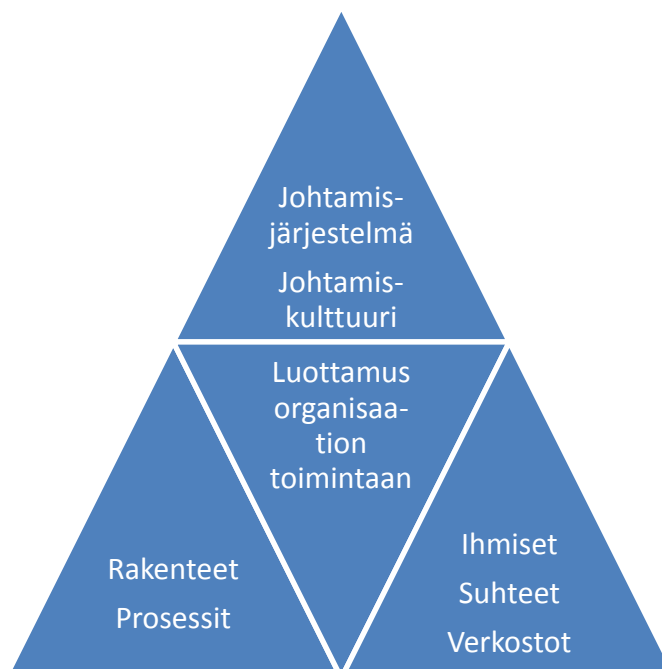 Johtamis-
järjestelmä
Johtamis-
kulttuuri
Luottamus
organisaa-
tion
toimintaan
Rakenteet
Prosessit
Ihmiset
Suhteet
Verkostot